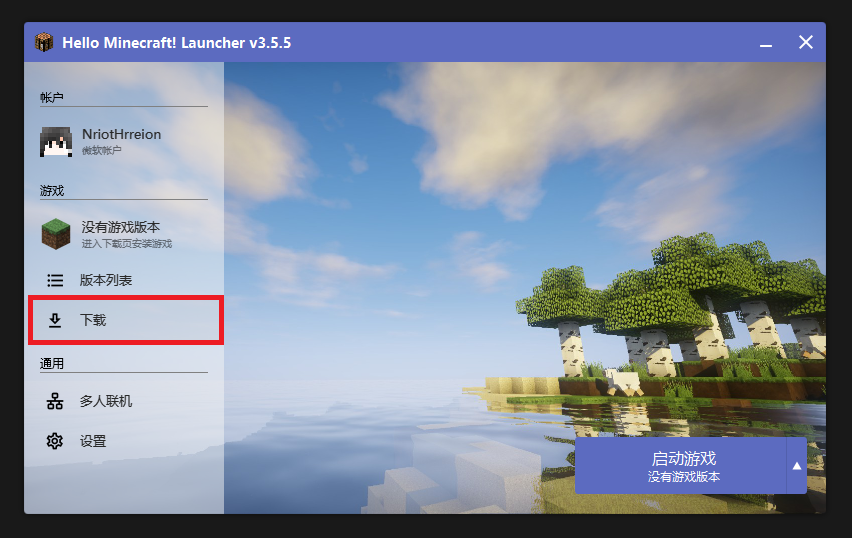 Hello Minecraft! Launcher v3.5.5
帐户
NriotHrreion
微软帐户
游戏
没有游戏版本
进入下载页安装游戏
版本列表
下载
通用
多人联机
设置
启动游戏
没有游戏版本